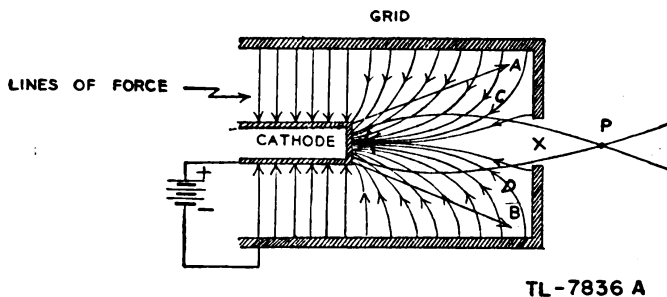 GRID
LINES OF FORCE
A
C
CATHODE
X
P
D
B
+
-
TL-7836 A